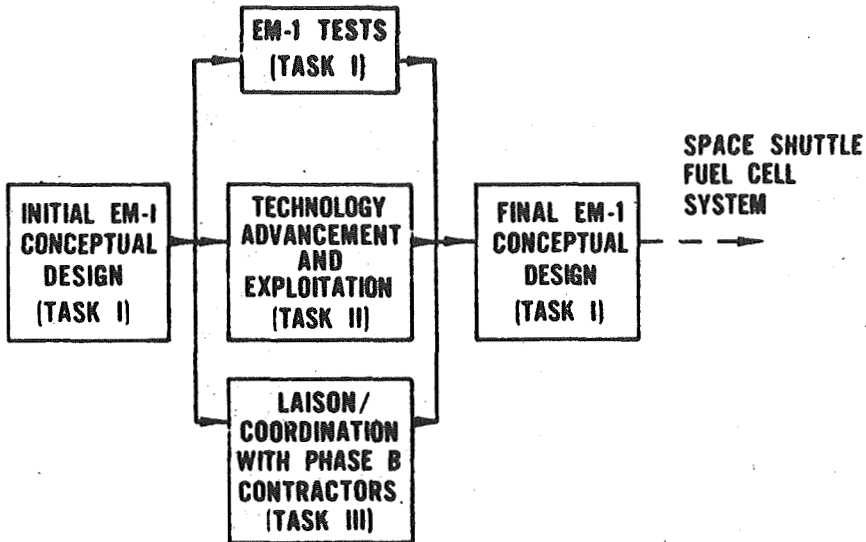 EM-1 TESTS
(TASK I)
INITIAL EM-1
CONCEPTUAL
DESIGN
(TASK I)
TECHNOLOGY
ADVANCEMENT
AND
EXPLOITATION
(TASK II)
LAISON/
COORDINATION
WITH PHASE B
CONTRACTORS
(TASK III)
FINAL EM-1
CONCEPTUAL
DESIGN
(TASK I)
SPACE SHUTTLE
FUEL CELL
SYSTEM